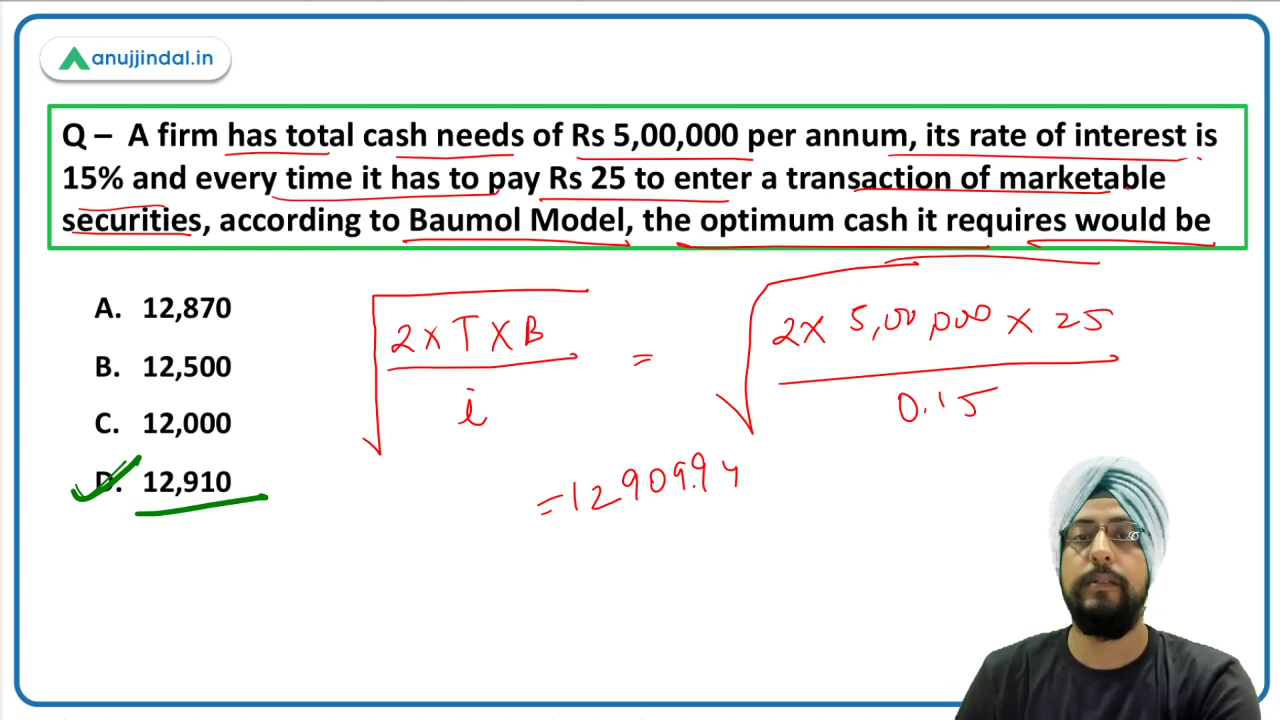 anujjindal.in
Q – A firm has total cash needs of Rs 5,00,000 per annum, its rate of interest is
15% and every time it has to pay Rs 25 to enter a transaction of marketable
securities, according to Baumol Model, the optimum cash it requires would be
A. 12,870
B. 12,500
C. 12,000
D. 12,910
√(2 x T x B / i) = √(2 x 5,00,000 x 25 / 0.15)
= 12909.94